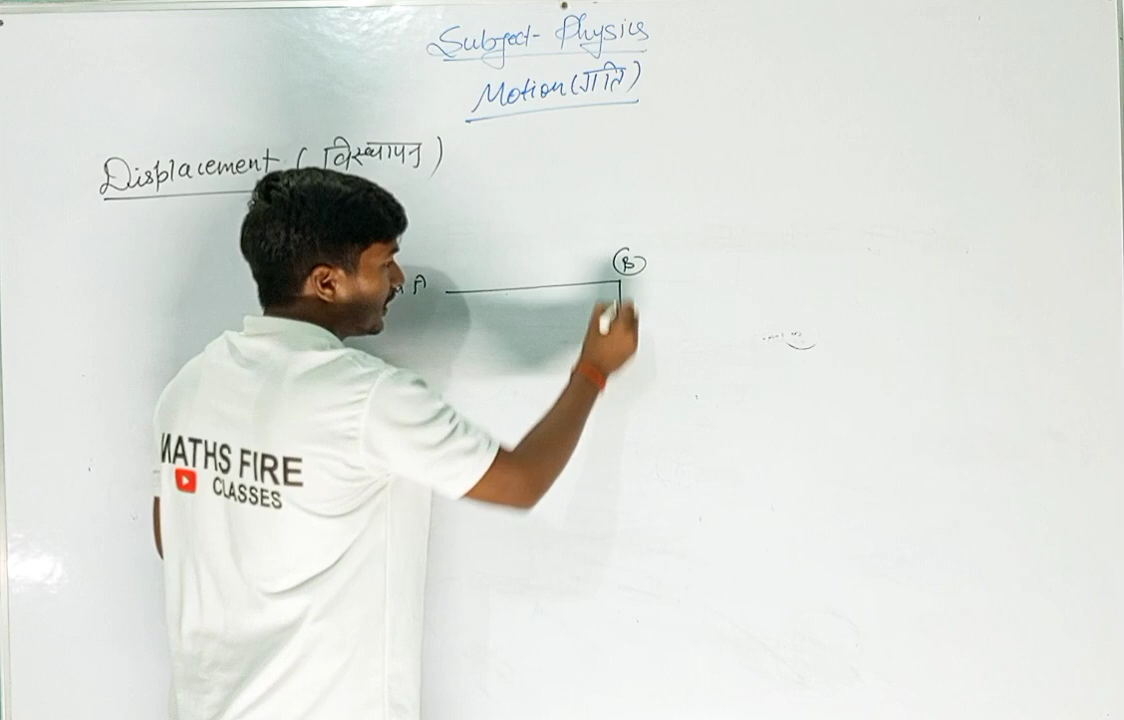 Subject- Physics
Motion (गति)
Displacement (विस्थापन)
A
B
MATHS FIRE
CLASSES